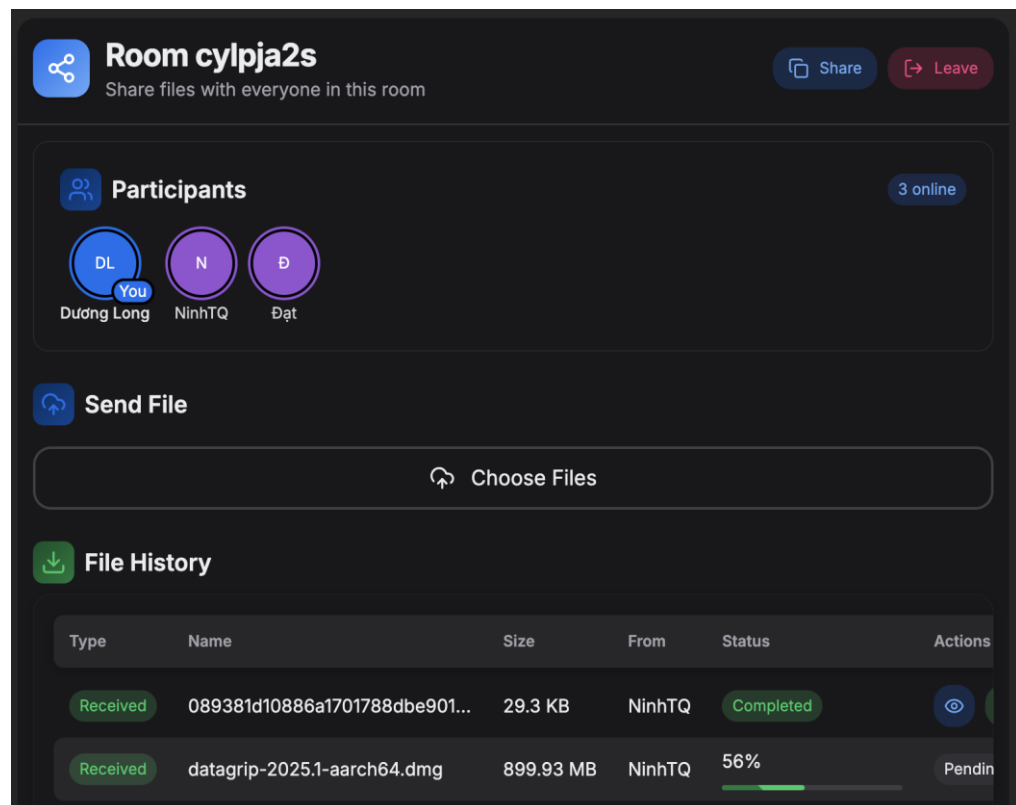 Room cylpja2s
Share files with everyone in this room
Share
Leave
Participants
3 online
DL
You
Dương Long
N
NinhTQ
Đ
Đạt
Send File
Choose Files
File History
Type Name Size From Status Actions
Received 089381d10886a1701788dbe901... 29.3 KB NinhTQ Completed
Received datagrip-2025.1-aarch64.dmg 899.93 MB NinhTQ 56% Pendin